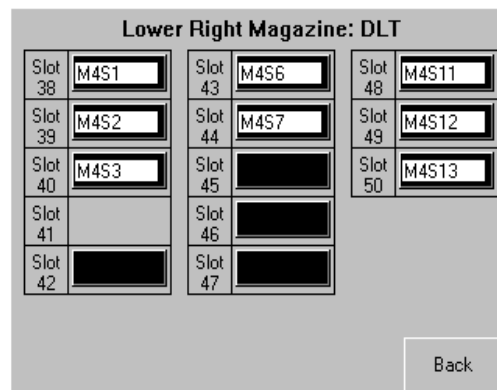 Lower Right Magazine: DLT
Slot 38 M4S1
Slot 39 M4S2
Slot 40 M4S3
Slot 41
Slot 42
Slot 43 M4S6
Slot 44 M4S7
Slot 45
Slot 46
Slot 47
Slot 48 M4S11
Slot 49 M4S12
Slot 50 M4S13
Back